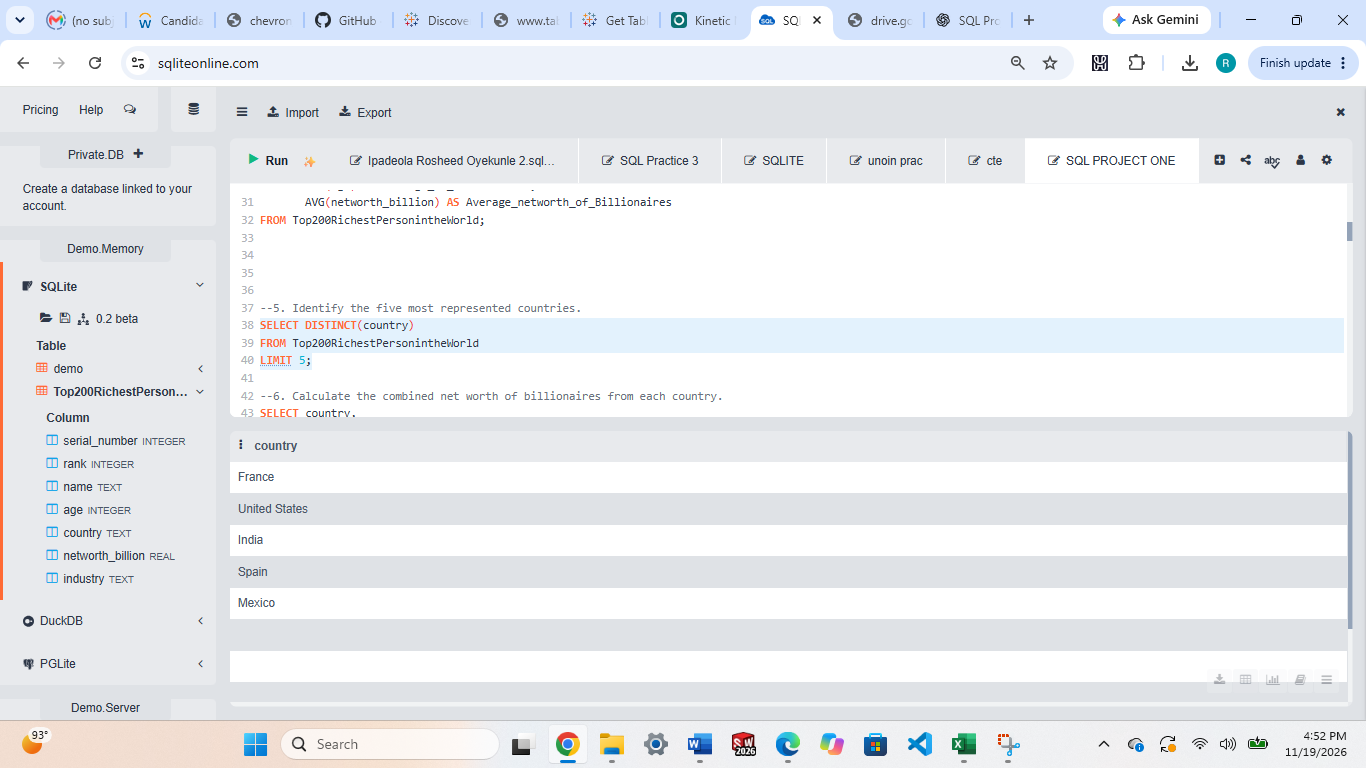 (no subj
Candida
chevron
GitHub
Discove
www.tab
Get Tabl
Kinetic
SQL
drive.go
SQL Pro
Ask Gemini
sqliteonline.com
R
Finish update
Pricing
Help
Import
Export
Private.DB
Run
Ipadeola Rosheed Oyekunle 2.sql...
SQL Practice 3
SQLITE
unoin prac
cte
SQL PROJECT ONE
abc
Create a database linked to your
account.
Demo.Memory
SQLite
0.2 beta
Table
demo
Top200RichestPerson...
Column
serial_number INTEGER
rank INTEGER
name TEXT
age INTEGER
country TEXT
networth_billion REAL
industry TEXT
DuckDB
PGLite
Demo.Server
31 AVG(networth_billion) AS Average_networth_of_Billionaires
32 FROM Top200RichestPersonintheWorld;
33
34
35
36
37 --5. Identify the five most represented countries.
38 SELECT DISTINCT(country)
39 FROM Top200RichestPersonintheWorld
40 LIMIT 5;
41
42 --6. Calculate the combined net worth of billionaires from each country.
43 SELECT country,
country
France
United States
India
Spain
Mexico
93°
Search
SW
2026
4:52 PM
11/19/2026